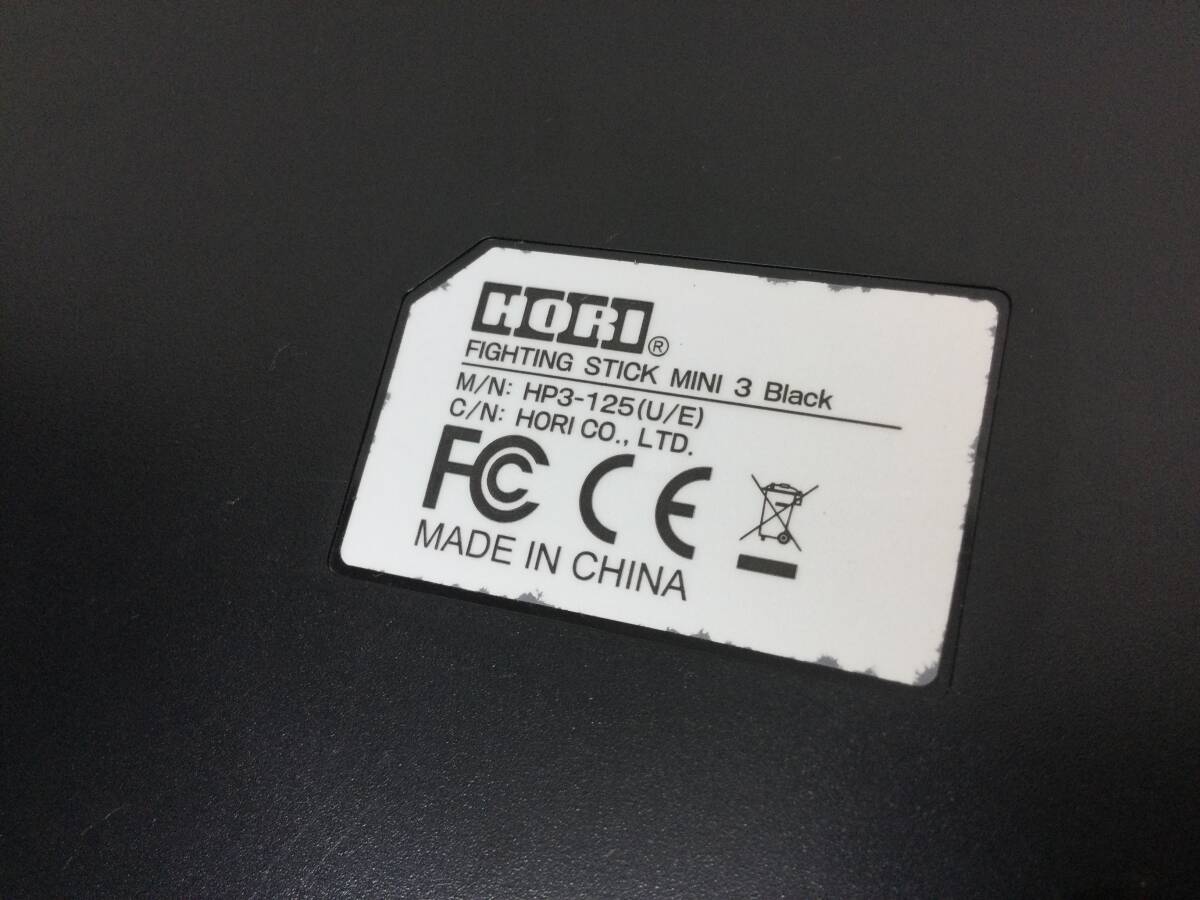 HORI®
FIGHTING STICK MINI 3 Black
M/N: HP3-125(U/E)
C/N: HORI CO., LTD.
FC CE
MADE IN CHINA